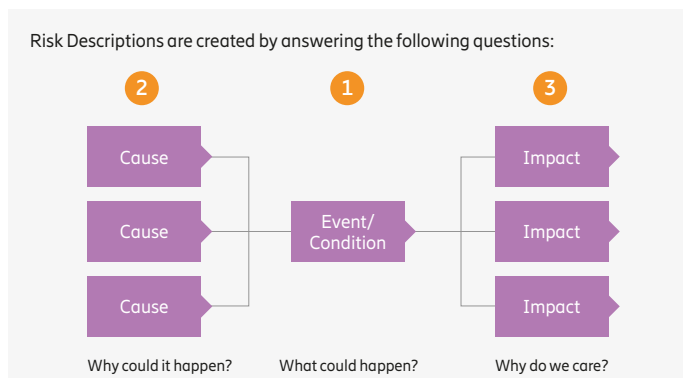 Risk Descriptions are created by answering the following questions:
2
1
3
Cause
Impact
Cause
Event/
Condition
Impact
Cause
Impact
Why could it happen?
What could happen?
Why do we care?